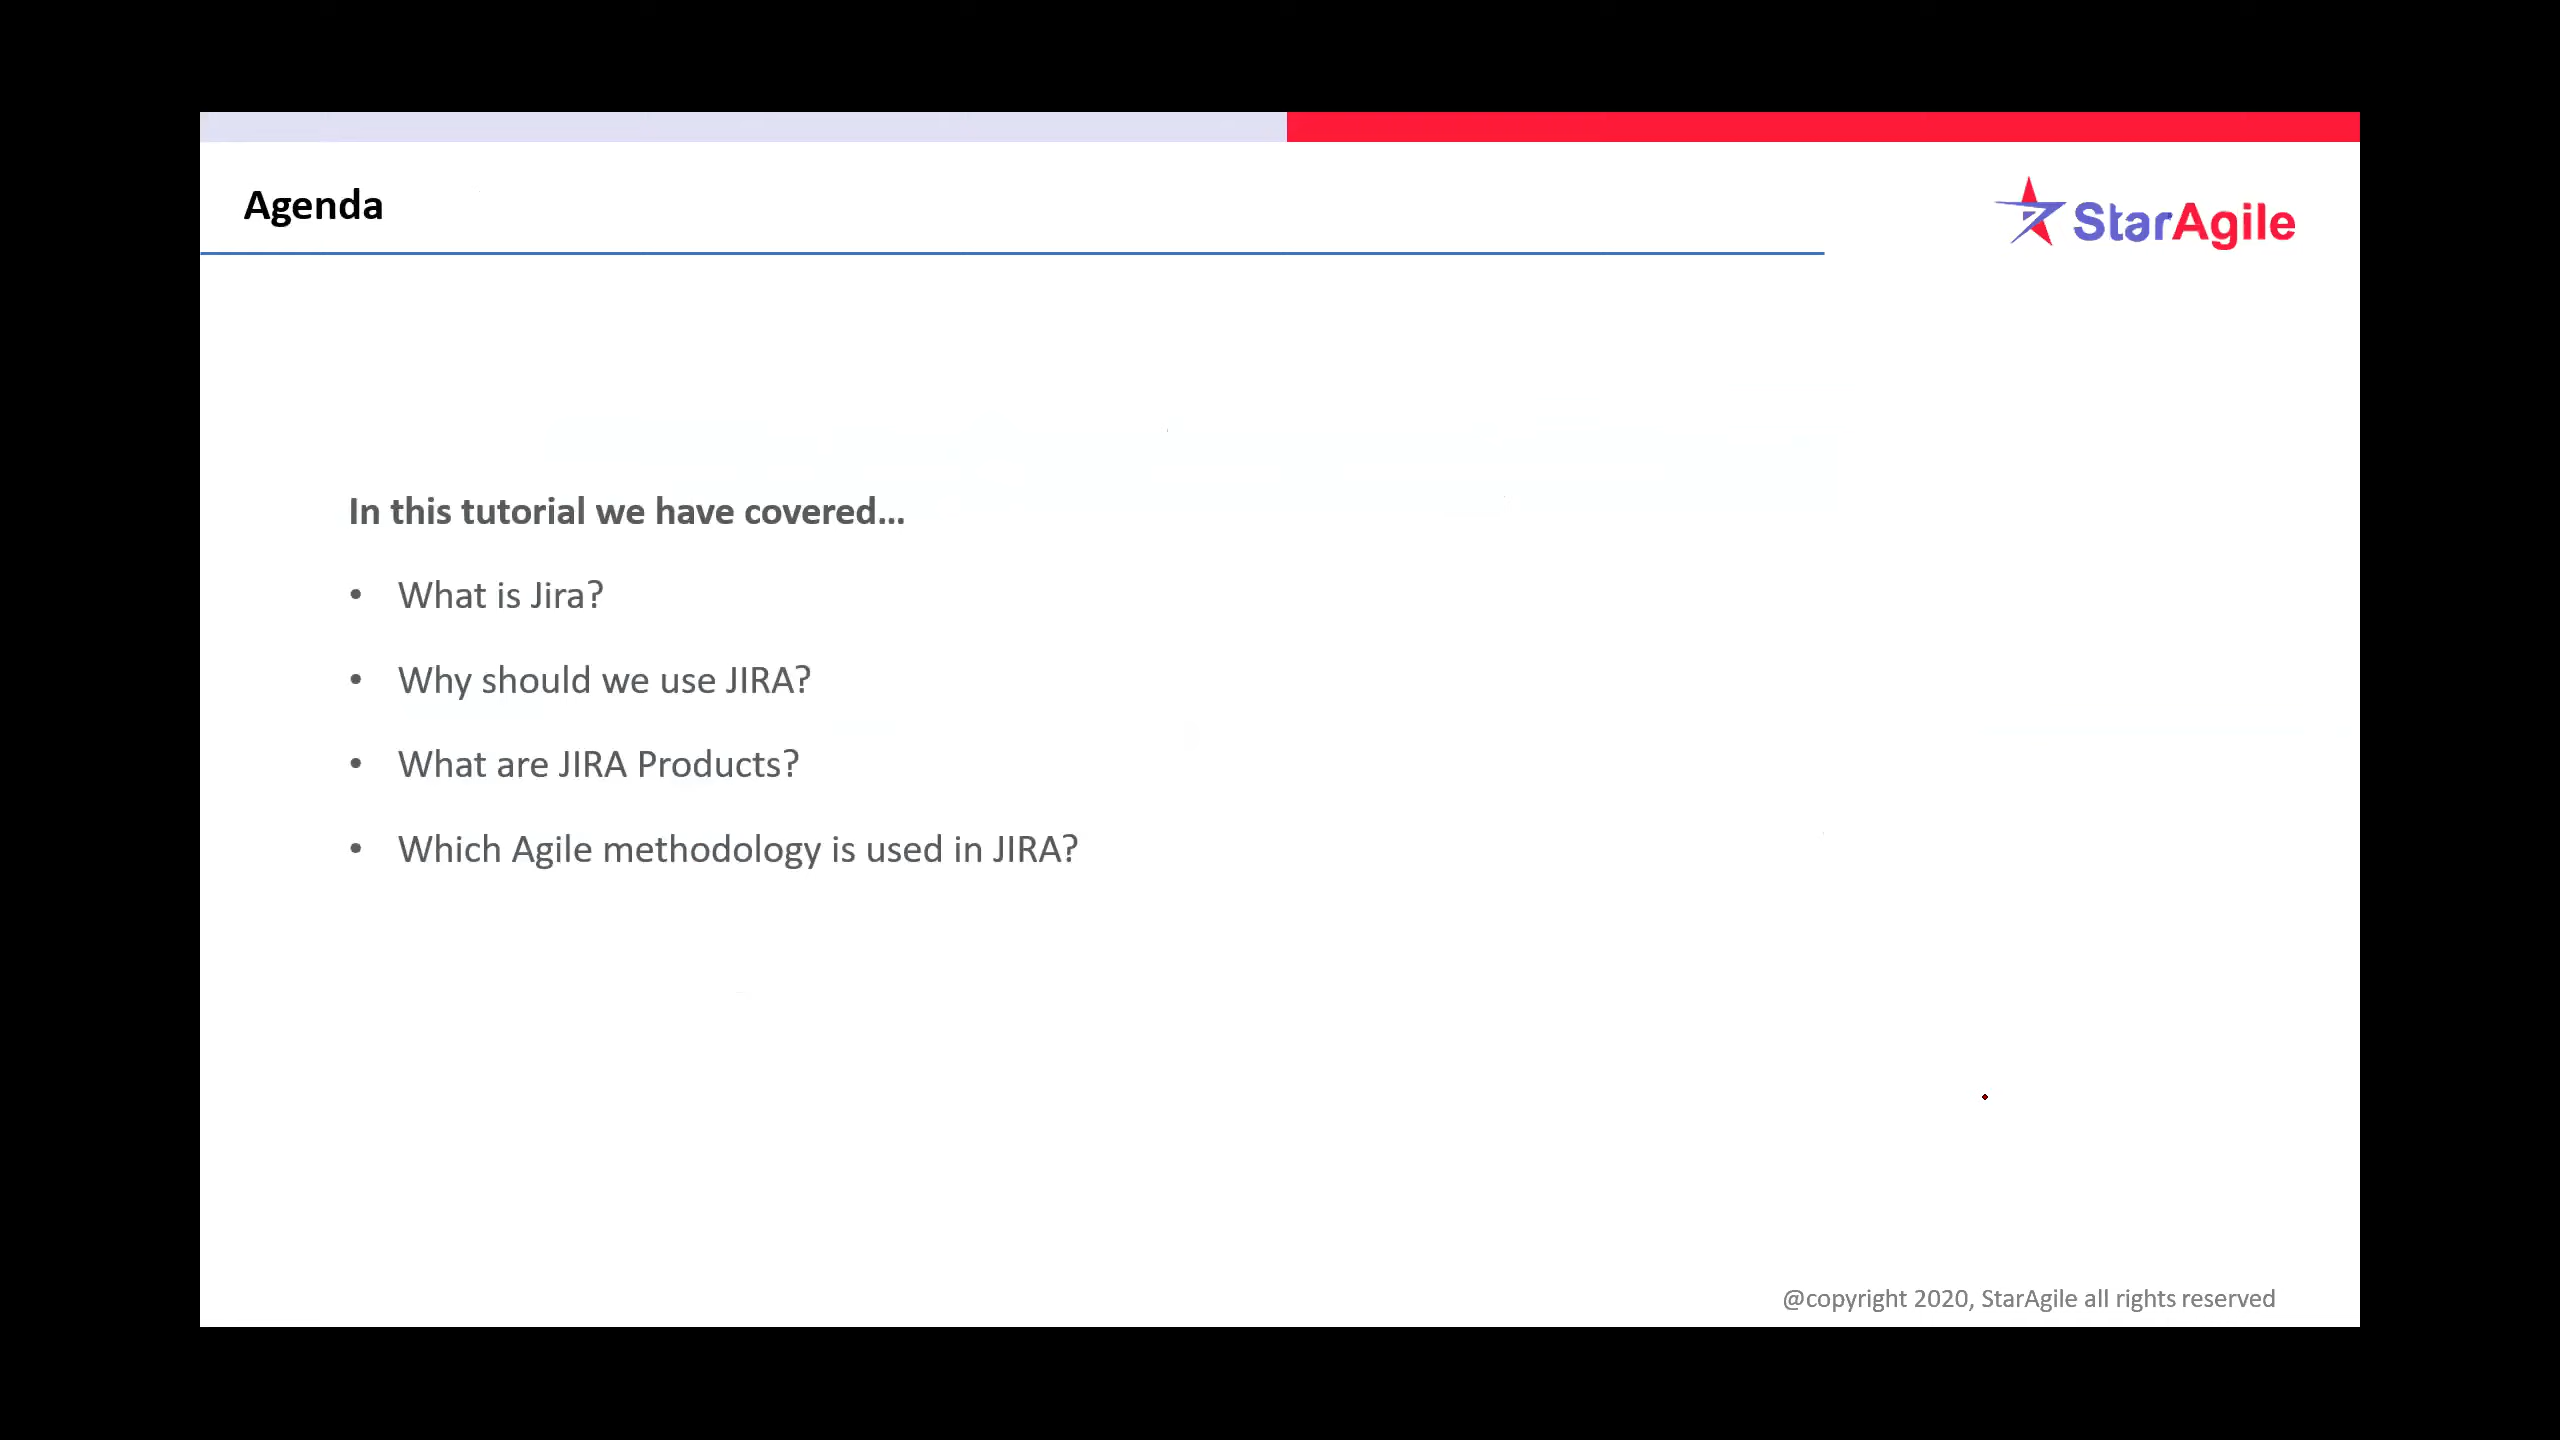 Agenda
StarAgile
In this tutorial we have covered...
• What is Jira?
• Why should we use JIRA?
• What are JIRA Products?
• Which Agile methodology is used in JIRA?
@copyright 2020, StarAgile all rights reserved